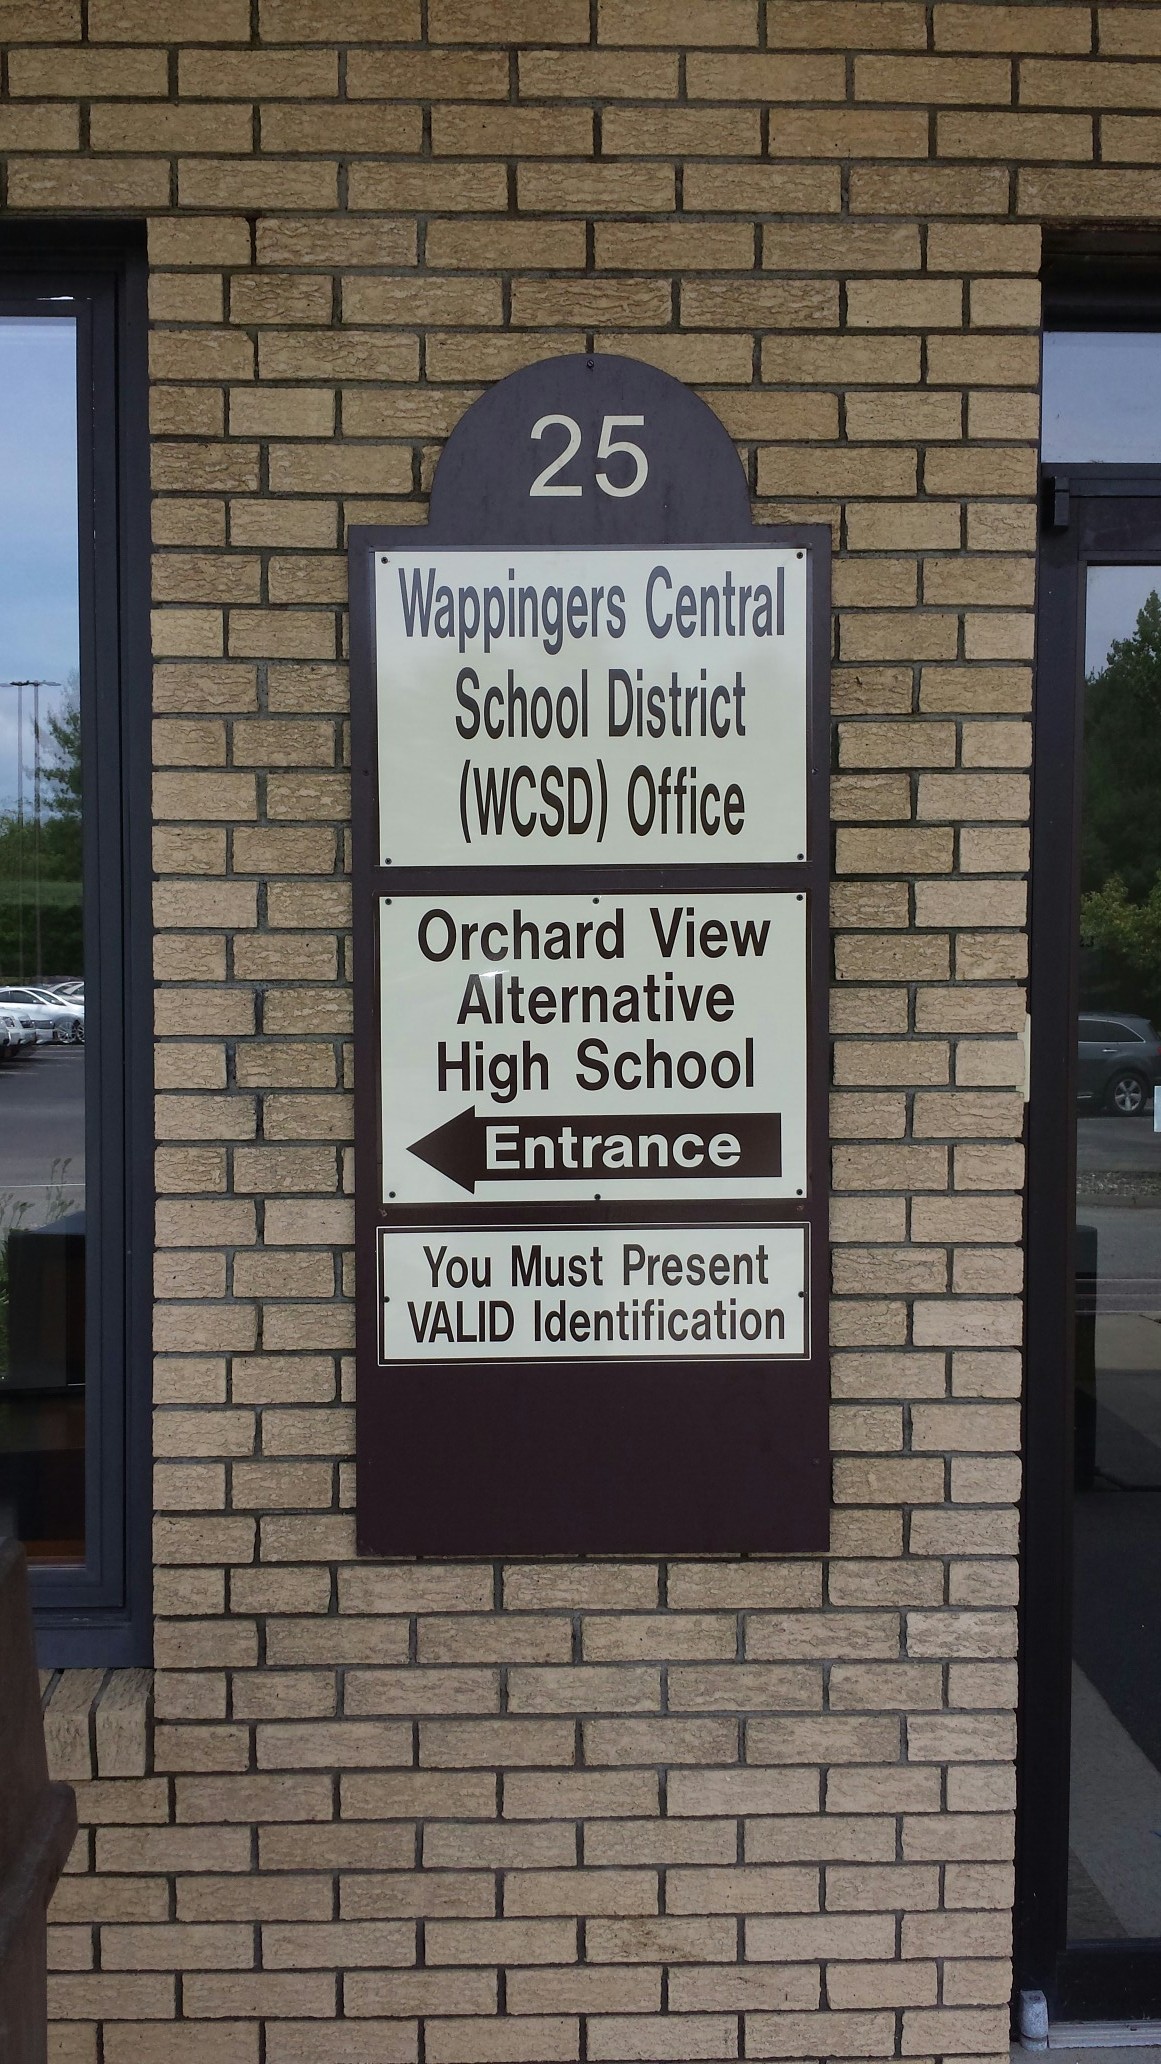 25
Wappingers Central
School District
(WCSD) Office
Orchard View
Alternative
High School
Entrance
You Must Present
VALID Identification